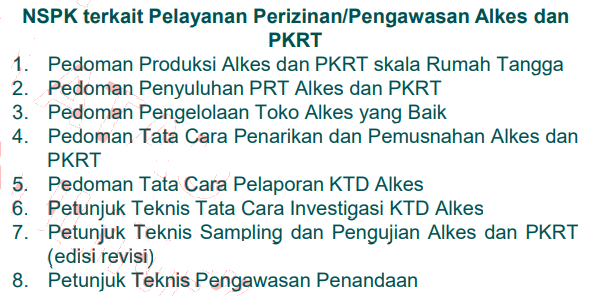 NSPK terkait Pelayanan Perizinan/Pengawasan Alkes dan
PKRT
1. Pedoman Produksi Alkes dan PKRT skala Rumah Tangga
2. Pedoman Penyuluhan PRT Alkes dan PKRT
3. Pedoman Pengelolaan Toko Alkes yang Baik
4. Pedoman Tata Cara Penarikan dan Pemusnahan Alkes dan
PKRT
5. Pedoman Tata Cara Pelaporan KTD Alkes
6. Petunjuk Teknis Tata Cara Investigasi KTD Alkes
7. Petunjuk Teknis Sampling dan Pengujian Alkes dan PKRT
(edisi revisi)
8. Petunjuk Teknis Pengawasan Penandaan